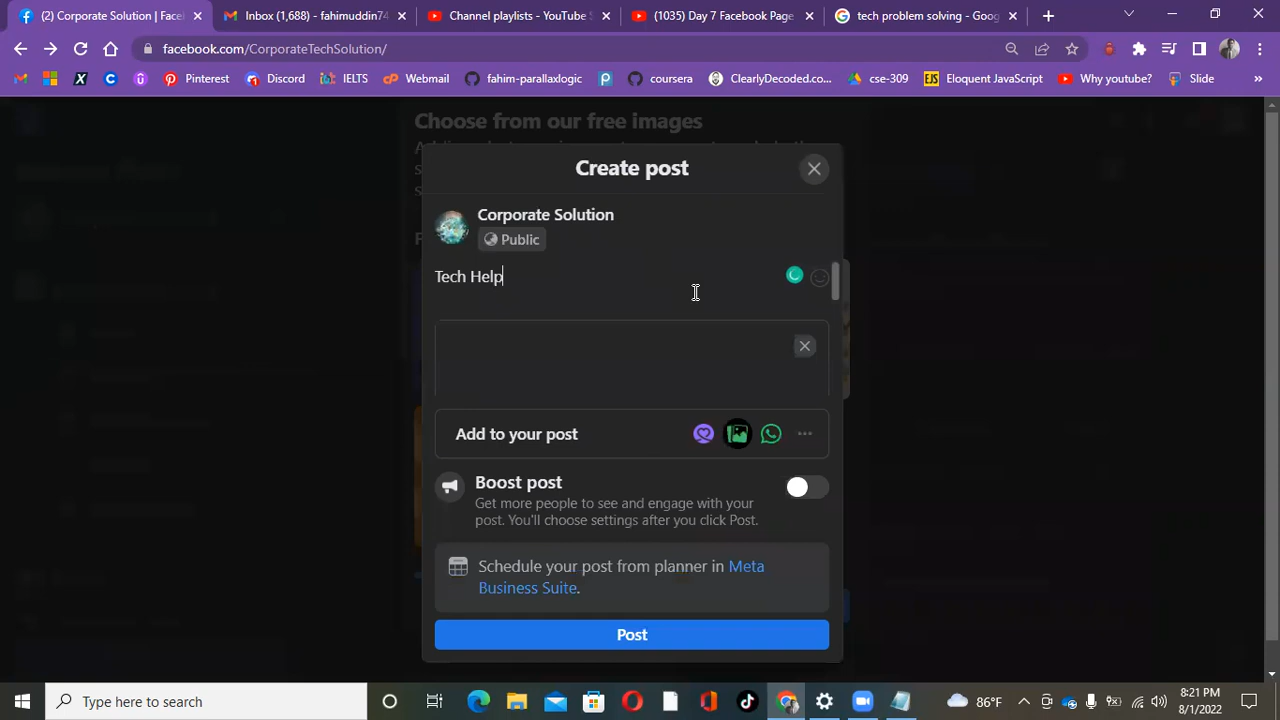 (2) Corporate Solution | Face
Inbox (1,688) - fahimuddin74
Channel playlists - YouTube S
(1035) Day 7 Facebook Page
tech problem solving - Goog
facebook.com/CorporateTechSolution/
Pinterest
Discord
IELTS
Webmail
fahim-parallaxlogic
coursera
ClearlyDecoded.co...
cse-309
EJS
Eloquent JavaScript
Why youtube?
Slide
»
Choose from our free images
Create post
Corporate Solution
Public
Tech Help
Add to your post
Boost post
Get more people to see and engage with your
post. You'll choose settings after you click Post.
Schedule your post from planner in Meta
Business Suite.
Post
Type here to search
86°F
8:21 PM
8/1/2022